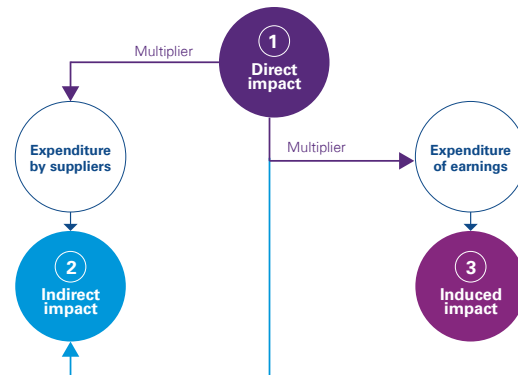 1
Direct
impact
Multiplier
Multiplier
Expenditure
by suppliers
Expenditure
of earnings
2
Indirect
impact
3
Induced
impact